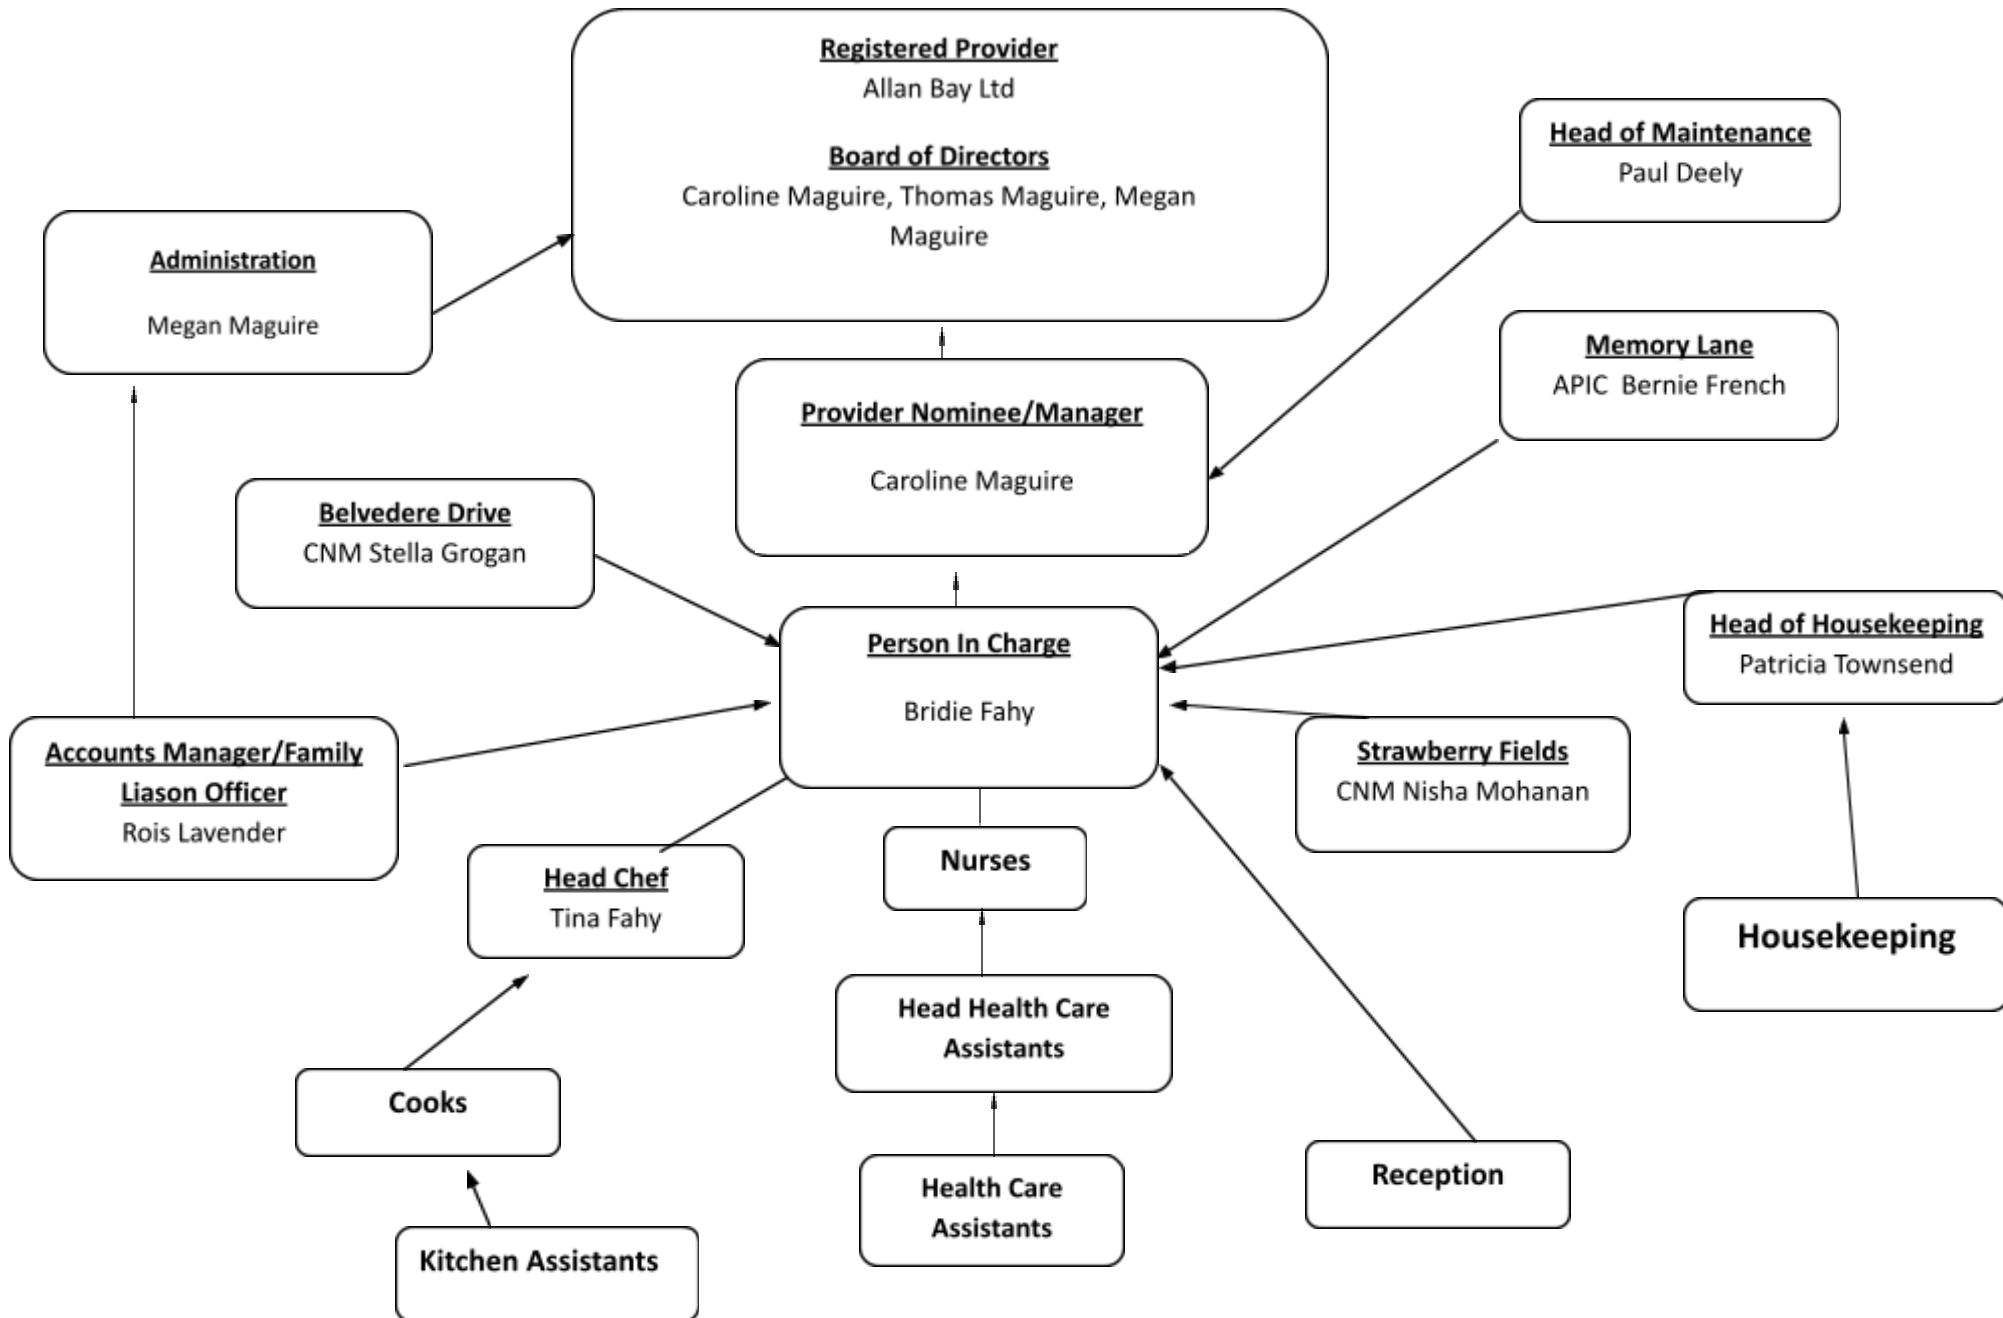 Registered Provider
Allan Bay Ltd
Board of Directors
Caroline Maguire, Thomas Maguire, Megan
Maguire
Head of Maintenance
Paul Deely
Administration
Megan Maguire
Memory Lane
APIC  Bernie French
Provider Nominee/Manager
Caroline Maguire
Belvedere Drive
CNM Stella Grogan
Person In Charge
Bridie Fahy
Head of Housekeeping
Patricia Townsend
Accounts Manager/Family
Liason Officer
Rois Lavender
Strawberry Fields
CNM Nisha Mohanan
Head Chef
Tina Fahy
Nurses
Housekeeping
Head Health Care
Assistants
Cooks
Health Care
Assistants
Reception
Kitchen Assistants